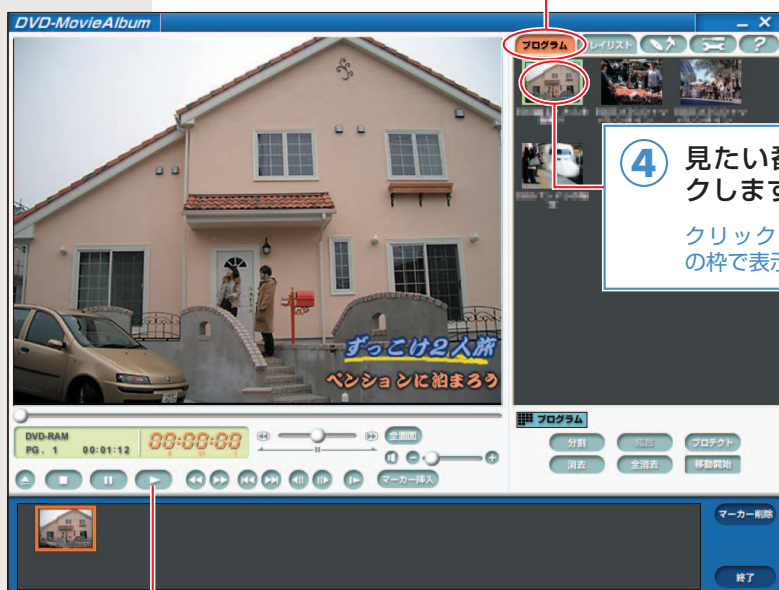 DVD-MovieAlbum
プログラム
プレイリスト
?
④
見たい番
クします
クリック
の枠で表示
ずっこけ2人旅
ペンションに泊まろう
DVD-RAM
PG. 1 00:01:12
00:00:00
全画面
マーカー挿入
プログラム
分割
結合
プロテクト
消去
全消去
移動開始
マーカー削除
終了